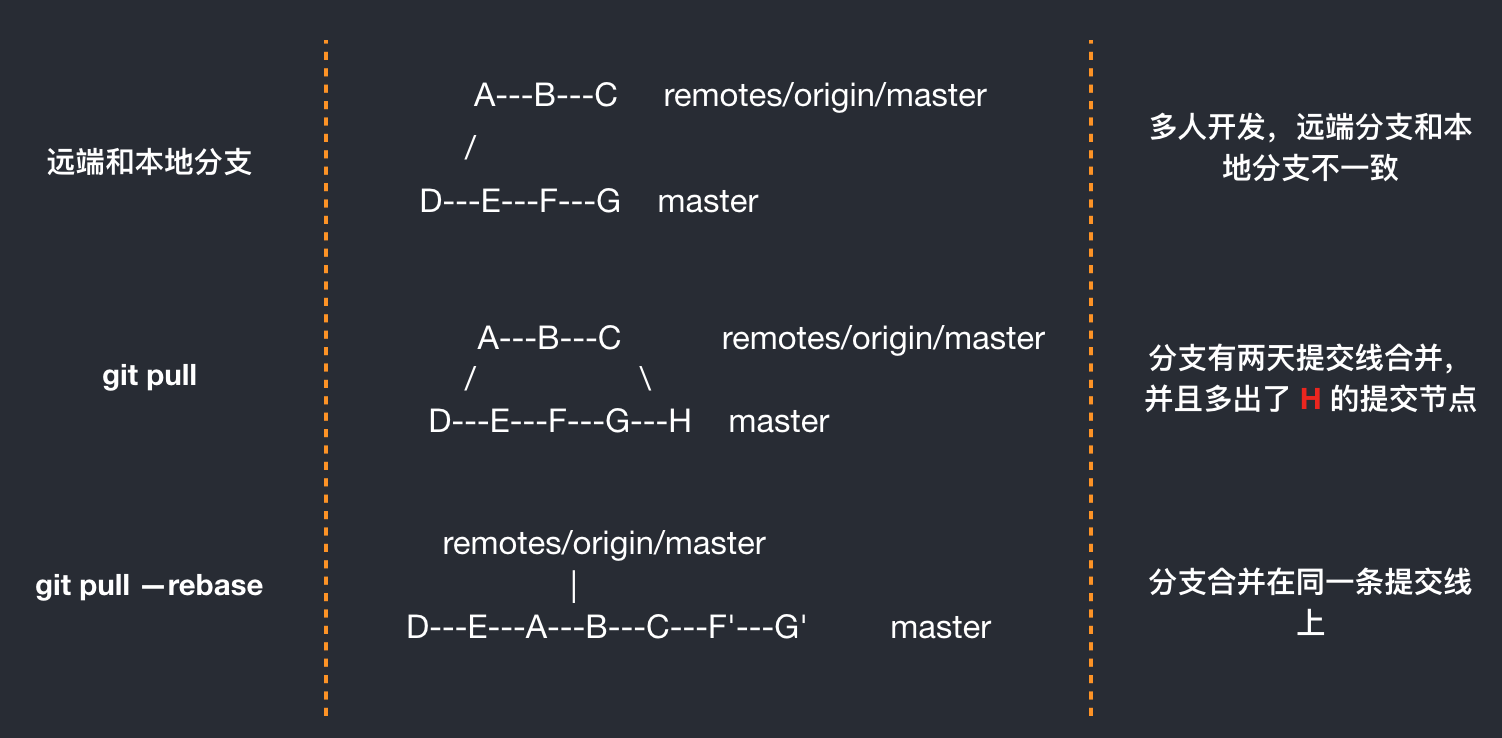 远端和本地分支
A---B---C remotes/origin/master
/
D---E---F---G master
多人开发，远端分支和本
地分支不一致
git pull
A---B---C remotes/origin/master
/ \
D---E---F---G---H master
分支有两天提交线合并，
并且多出了 H 的提交节点
git pull —rebase
remotes/origin/master
|
D---E---A---B---C---F'---G' master
分支合并在同一条提交线
上